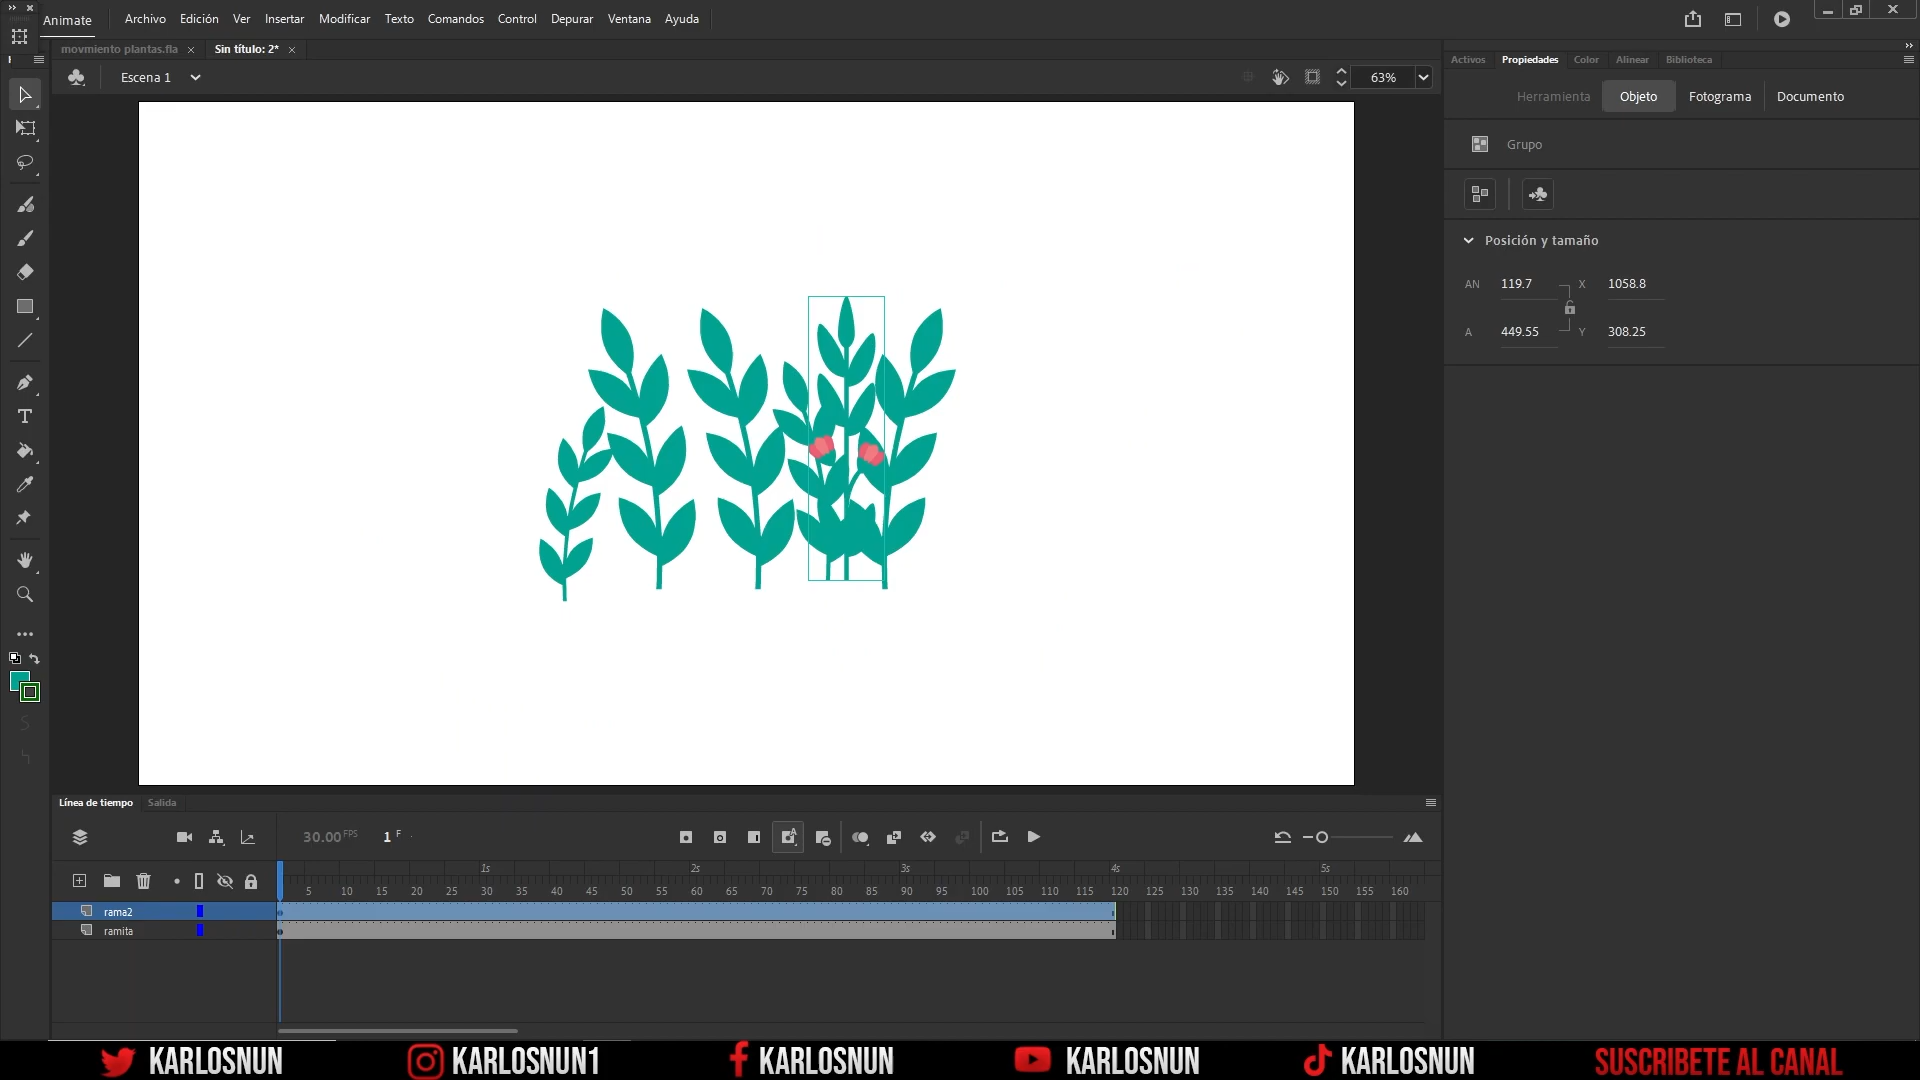 Animate Archivo Edición Ver Insertar Modificar Texto Comandos Control Depurar Ventana Ayuda
movmiento plantas.fla × Sin título: 2* ×
Escena 1
63%
Activos Propiedades Color Alinear Biblioteca
Herramienta Objeto Fotograma Documento
Grupo
Posición y tamaño
AN 119.7 X 1058.8
A 449.55 Y 308.25
Línea de tiempo Salida
30.00 FPS 1 F
1s 2s 3s 4s 5s
5 10 15 20 25 30 35 40 45 50 55 60 65 70 75 80 85 90 95 100 105 110 115 120 125 130 135 140 145 150 155 160
rama2
ramita
KARLOSNUN KARLOSNUN1 KARLOSNUN KARLOSNUN KARLOSNUN SUSCRIBETE AL CANAL